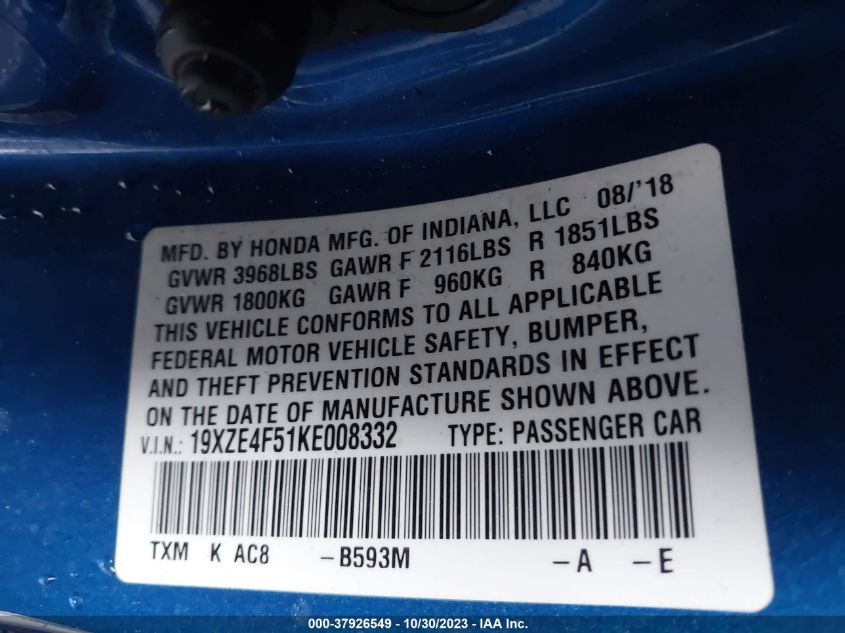 MFD. BY HONDA MFG. OF INDIANA, LLC 08/'18
GVWR 3968LBS GAWR F 2116LBS R 1851LBS
GVWR 1800KG GAWR F 960KG R 840KG
THIS VEHICLE CONFORMS TO ALL APPLICABLE
FEDERAL MOTOR VEHICLE SAFETY, BUMPER,
AND THEFT PREVENTION STANDARDS IN EFFECT
ON THE DATE OF MANUFACTURE SHOWN ABOVE.
V.I.N.: 19XZE4F51KE008332 TYPE: PASSENGER CAR
TXM K AC8 -B593M -A -E
000-37926549 - 10/30/2023 - IAA Inc.